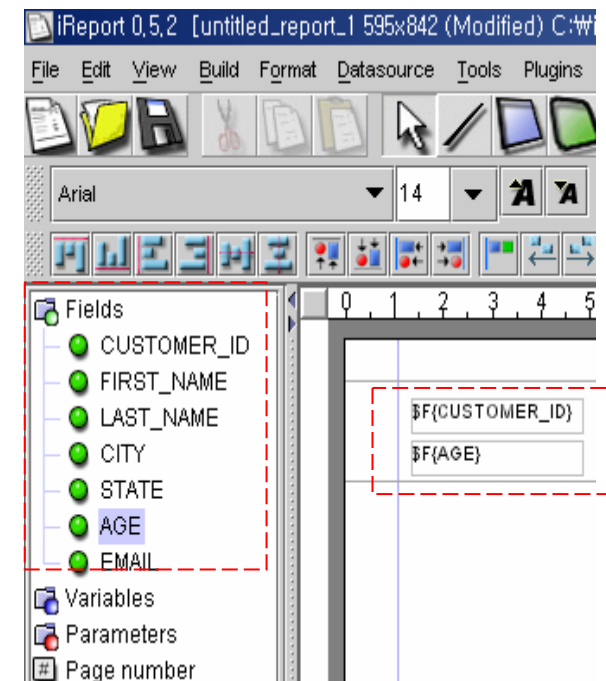 iReport 0,5,2 [untitled_report_1 595x842 (Modified) C:₩i
File Edit View Build Format Datasource Tools Plugins
Arial 14 A A
0 1 2 3 4 5
Fields
CUSTOMER_ID
FIRST_NAME
LAST_NAME
CITY
STATE
AGE
EMAIL
Variables
Parameters
# Page number
$F{CUSTOMER_ID}
$F{AGE}